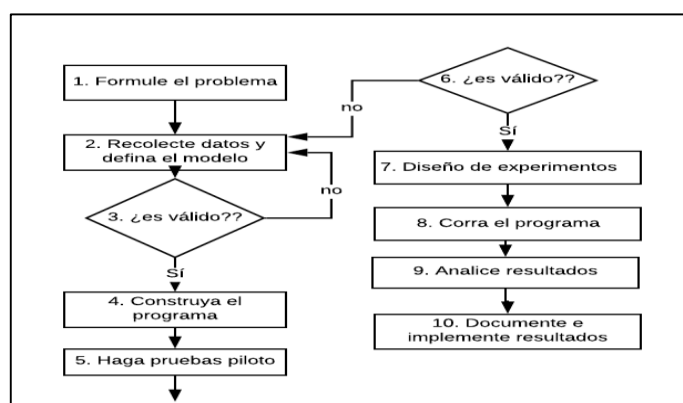 1. Formule el problema
2. Recolecte datos y
defina el modelo
no
3. ¿es válido??
Sí
4. Construya el
programa
5. Haga pruebas piloto
6. ¿es válido??
no
Sí
7. Diseño de experimentos
8. Corra el programa
9. Analice resultados
10. Documente e
implemente resultados